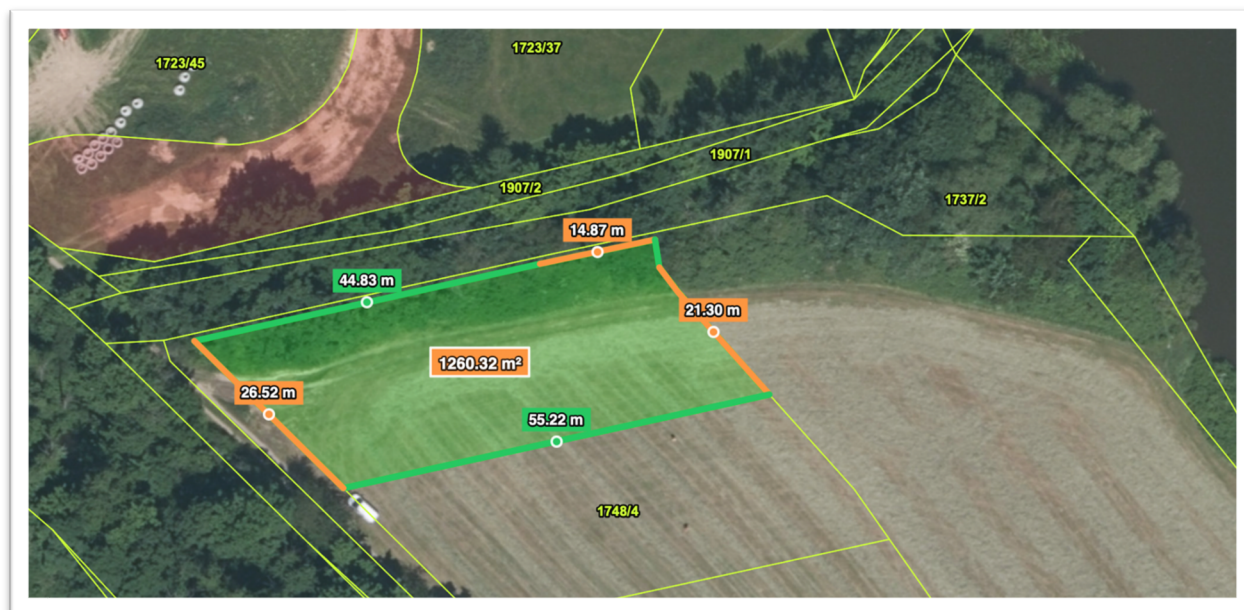 1723/37
1723/45
1907/1
1907/2
1737/2
14.87 m
44.83 m
21.30 m
1260.32 m²
26.52 m
55.22 m
1748/4